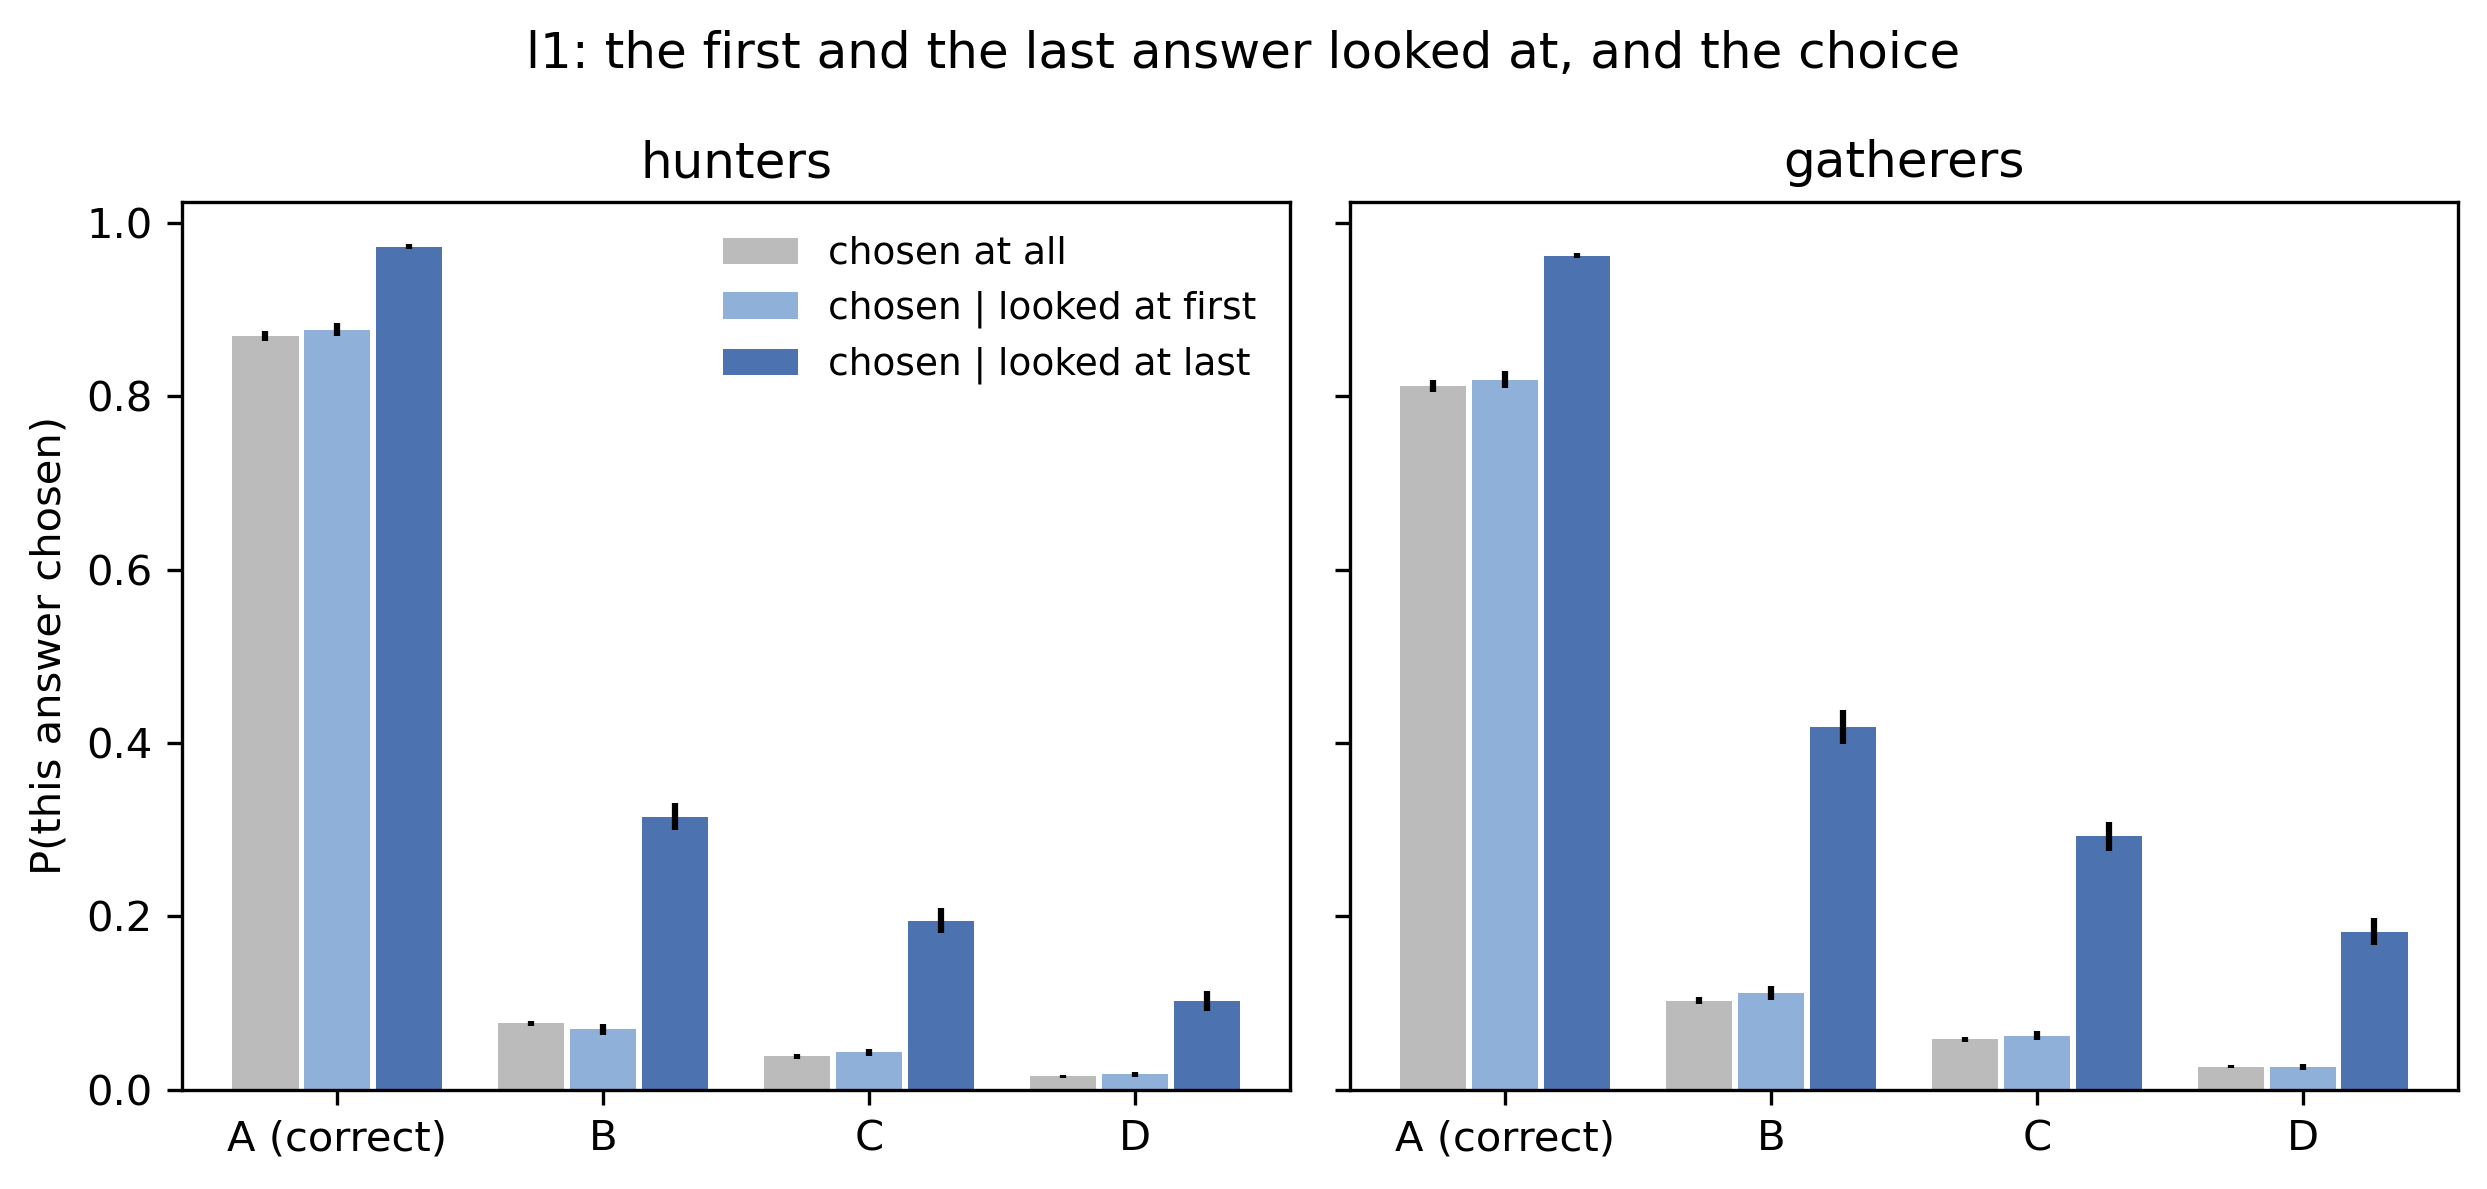 l1: the first and the last answer looked at, and the choice
hunters
gatherers
P(this answer chosen)
1.0
0.8
0.6
0.4
0.2
0.0
chosen at all
chosen | looked at first
chosen | looked at last
A (correct)
B
C
D
A (correct)
B
C
D